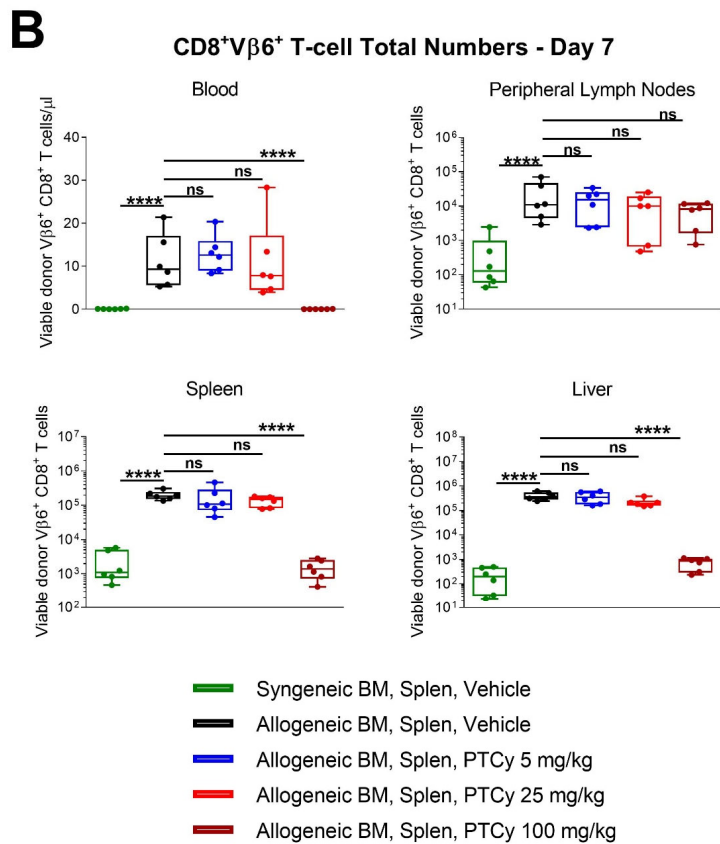 B
CD8⁺Vβ6⁺ T-cell Total Numbers - Day 7
Blood
Viable donor Vβ6⁺ CD8⁺ T cells/μl
40
30
20
10
0
****
ns
ns
****
Peripheral Lymph Nodes
Viable donor Vβ6⁺ CD8⁺ T cells
10⁶
10⁵
10⁴
10³
10²
10¹
****
ns
ns
ns
Spleen
Viable donor Vβ6⁺ CD8⁺ T cells
10⁷
10⁶
10⁵
10⁴
10³
10²
****
ns
ns
****
Liver
Viable donor Vβ6⁺ CD8⁺ T cells
10⁸
10⁷
10⁶
10⁵
10⁴
10³
10²
10¹
****
ns
ns
****
Syngeneic BM, Splen, Vehicle
Allogeneic BM, Splen, Vehicle
Allogeneic BM, Splen, PTCy 5 mg/kg
Allogeneic BM, Splen, PTCy 25 mg/kg
Allogeneic BM, Splen, PTCy 100 mg/kg